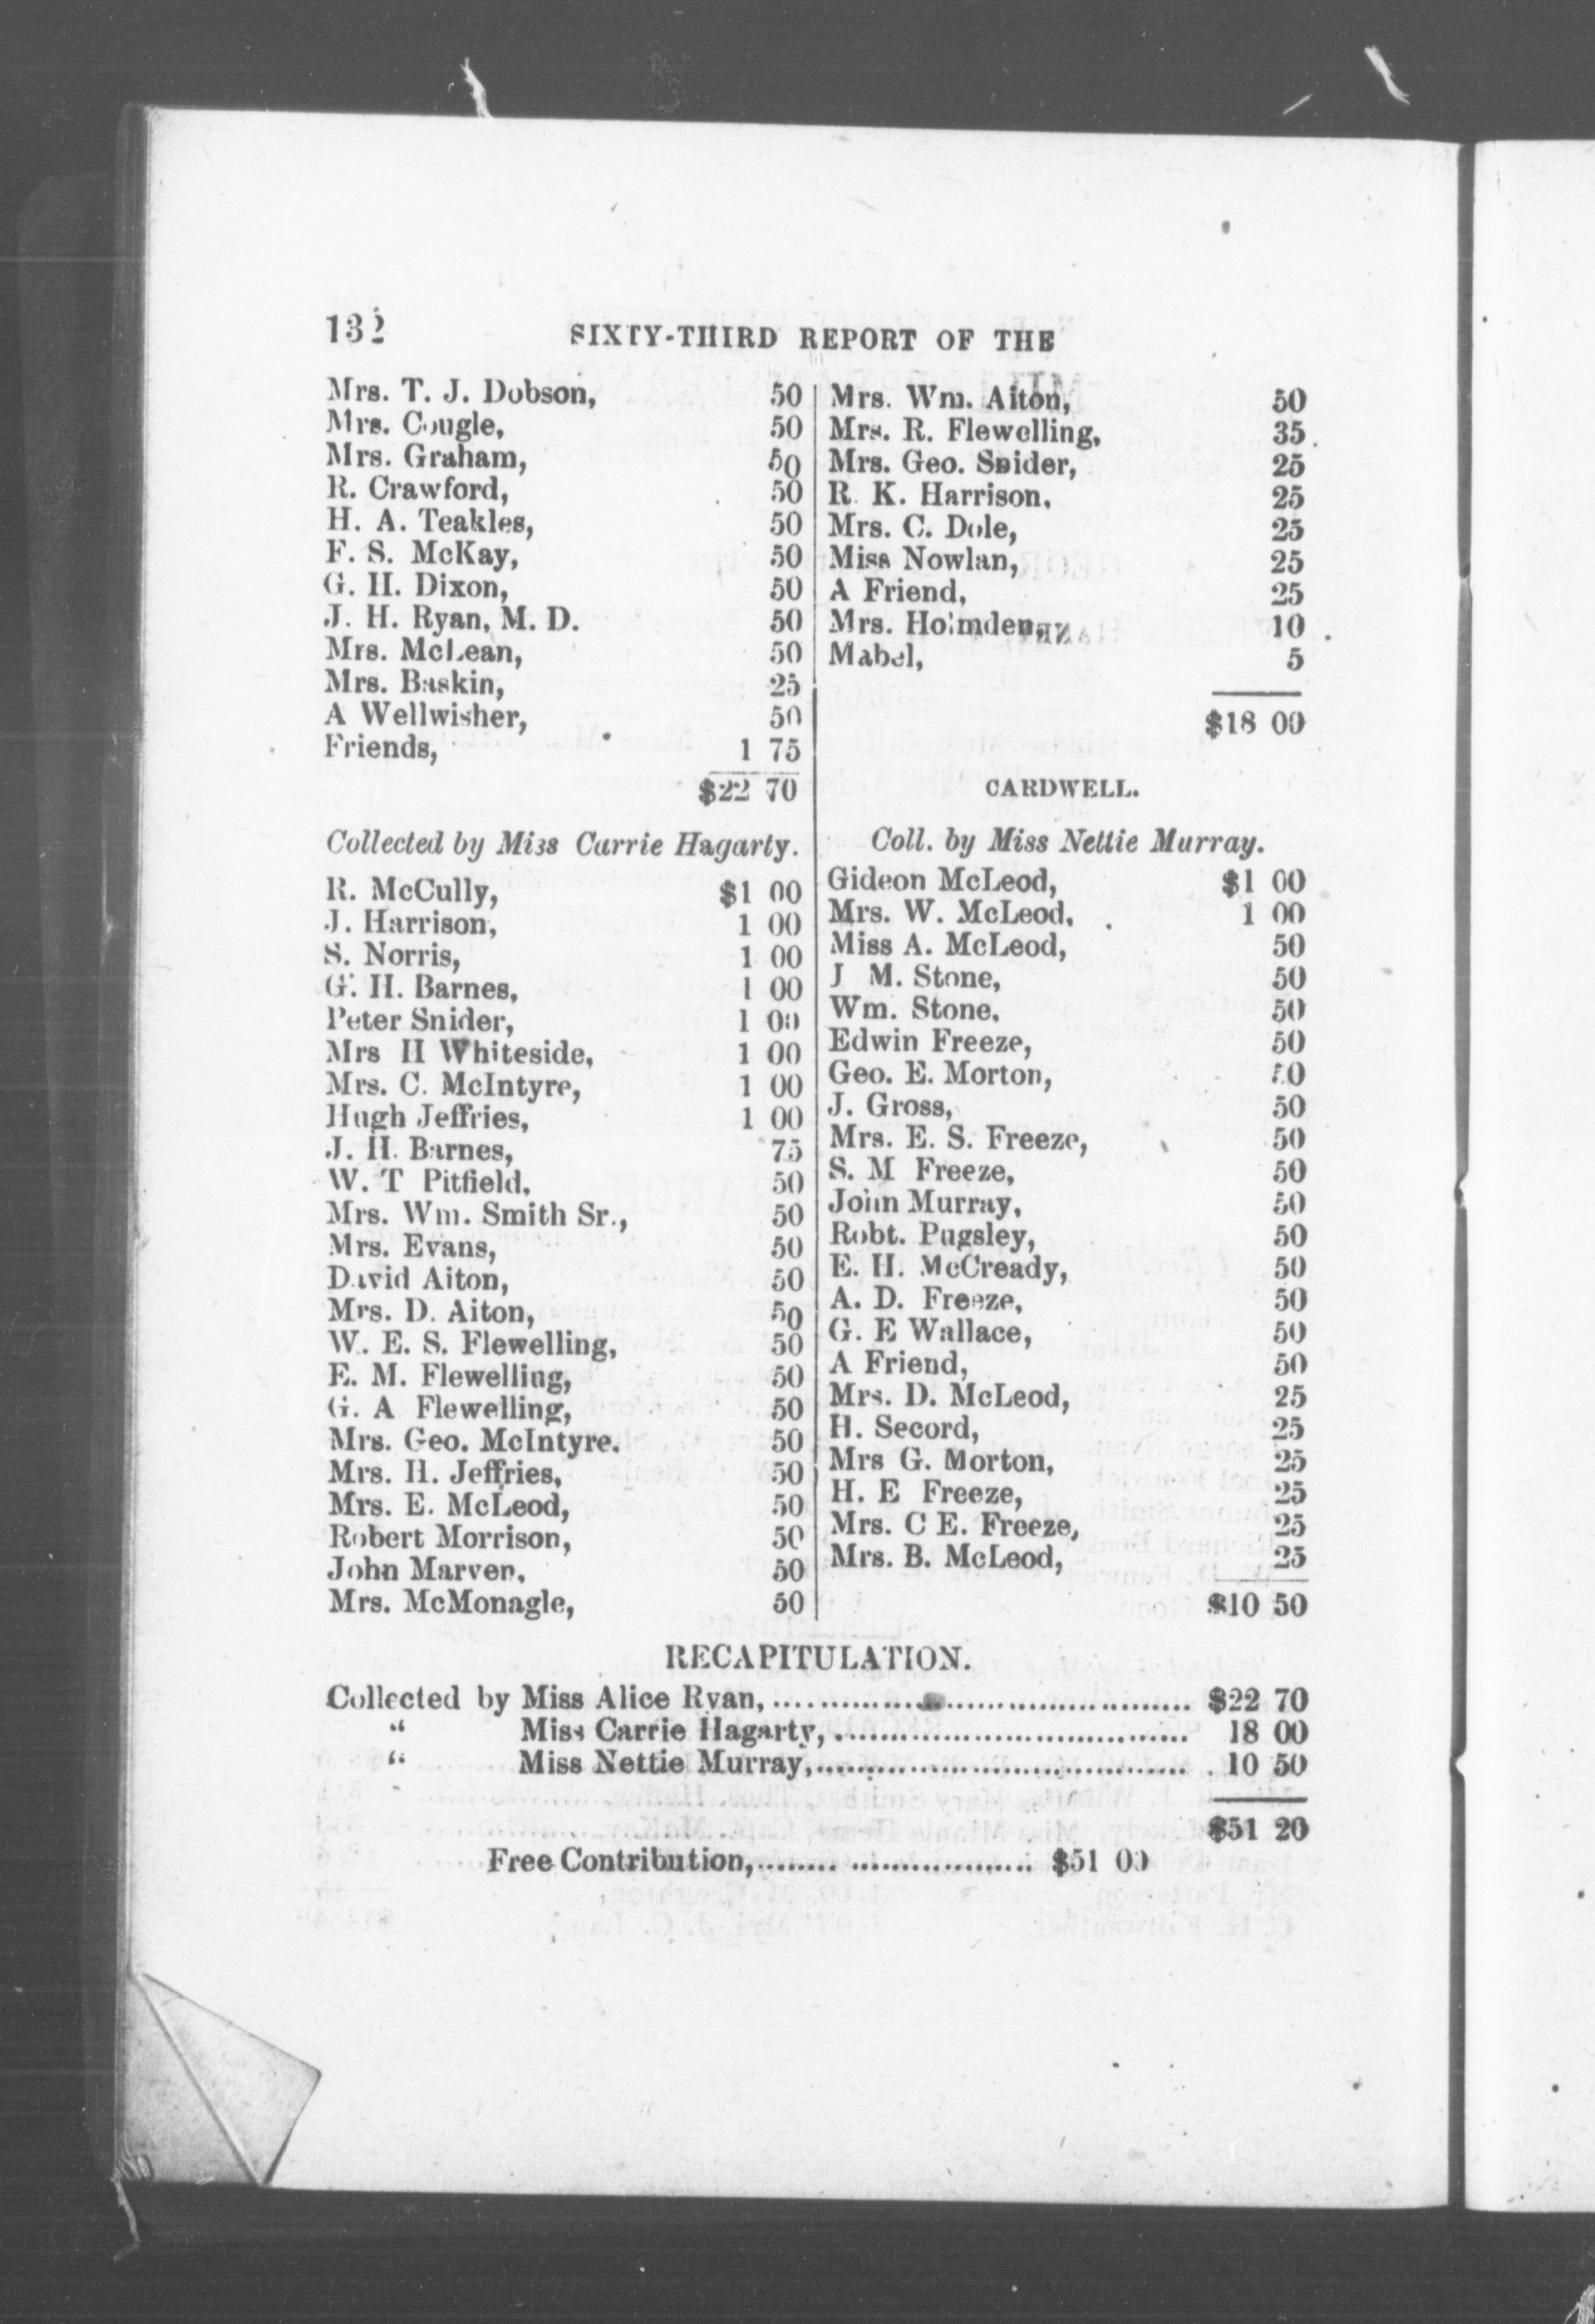 132 SIXTY-THIRD REPORT OF THE
Mrs. T. J. Dobson, 50
Mrs. Cougle, 50
Mrs. Graham, 50
R. Crawford, 50
H. A. Teakles, 50
F. S. McKay, 50
G. H. Dixon, 50
J. H. Ryan, M. D. 50
Mrs. McLean, 50
Mrs. Baskin, 25
A Wellwisher, 50
Friends, 1 75
$22 70
Collected by Miss Carrie Hagarty.
R. McCully, $1 00
J. Harrison, 1 00
S. Norris, 1 00
G. H. Barnes, 1 00
Peter Snider, 1 00
Mrs H Whiteside, 1 00
Mrs. C. McIntyre, 1 00
Hugh Jeffries, 1 00
J. H. Barnes, 75
W. T Pitfield, 50
Mrs. Wm. Smith Sr., 50
Mrs. Evans, 50
David Aiton, 50
Mrs. D. Aiton, 50
W. E. S. Flewelling, 50
E. M. Flewelling, 50
G. A Flewelling, 50
Mrs. Geo. McIntyre. 50
Mrs. H. Jeffries, 50
Mrs. E. McLeod, 50
Robert Morrison, 50
John Marven, 50
Mrs. McMonagle, 50
Mrs. Wm. Aiton, 50
Mrs. R. Flewelling, 35
Mrs. Geo. Snider, 25
R. K. Harrison, 25
Mrs. C. Dole, 25
Miss Nowlan, 25
A Friend, 25
Mrs. Holmden, 10
Mabel, 5
$18 00
CARDWELL.
Coll. by Miss Nettie Murray.
Gideon McLeod, $1 00
Mrs. W. McLeod, 1 00
Miss A. McLeod, 50
J M. Stone, 50
Wm. Stone, 50
Edwin Freeze, 50
Geo. E. Morton, 50
J. Gross, 50
Mrs. E. S. Freeze, 50
S. M Freeze, 50
John Murray, 50
Robt. Pugsley, 50
E. H. McCready, 50
A. D. Freeze, 50
G. E Wallace, 50
A Friend, 50
Mrs. D. McLeod, 25
H. Secord, 25
Mrs G. Morton, 25
H. E Freeze, 25
Mrs. C E. Freeze, 25
Mrs. B. McLeod, 25
$10 50
RECAPITULATION.
Collected by Miss Alice Ryan, ........................................ $22 70
" Miss Carrie Hagarty, .................................. 18 00
" Miss Nettie Murray, ..................................... 10 50
$51 20
Free Contribution, ........ .................. $51 00